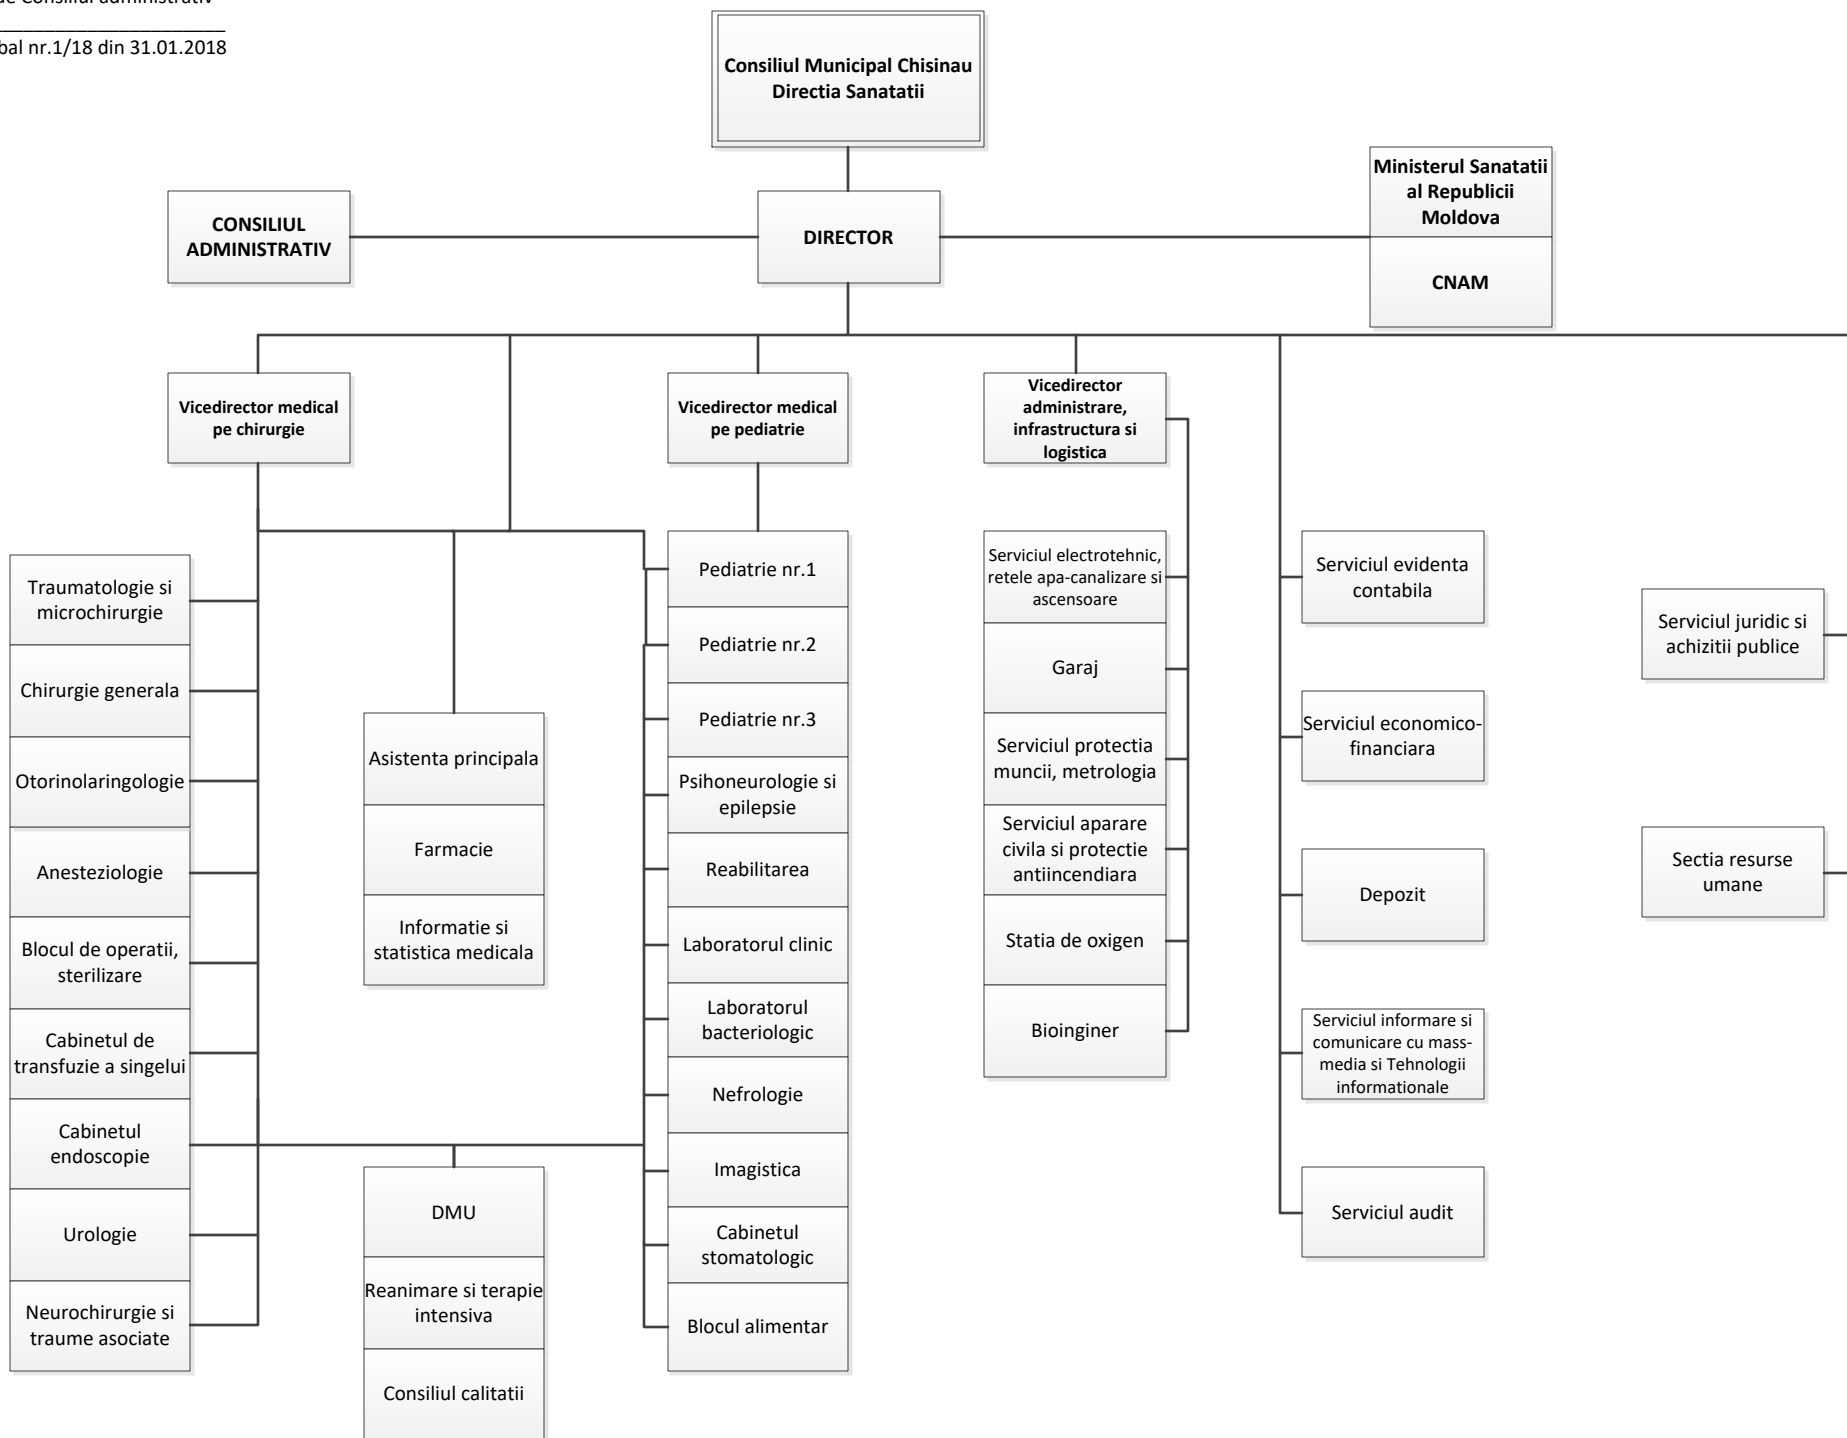 de Consiliul administrativ
bal nr.1/18 din 31.01.2018
Consiliul Municipal Chisinau
Directia Sanatatii
CONSILIUL
ADMINISTRATIV
DIRECTOR
Ministerul Sanatatii
al Republicii
Moldova
CNAM
Vicedirector medical
pe chirurgie
Vicedirector medical
pe pediatrie
Vicedirector
administrare,
infrastructura si
logistica
Traumatologie si
microchirurgie
Chirurgie generala
Otorinolaringologie
Anesteziologie
Blocul de operatii,
sterilizare
Cabinetul de
transfuzie a singelui
Cabinetul
endoscopie
Urologie
Neurochirurgie si
traume asociate
Asistenta principala
Farmacie
Informatie si
statistica medicala
DMU
Reanimare si terapie
intensiva
Consiliul calitatii
Pediatrie nr.1
Pediatrie nr.2
Pediatrie nr.3
Psihoneurologie si
epilepsie
Reabilitarea
Laboratorul clinic
Laboratorul
bacteriologic
Nefrologie
Imagistica
Cabinetul
stomatologic
Blocul alimentar
Serviciul electrotehnic,
retele apa-canalizare si
ascensoare
Garaj
Serviciul protectia
muncii, metrologia
Serviciul aparare
civila si protectie
antiincendiara
Statia de oxigen
Bioinginer
Serviciul evidenta
contabila
Serviciul economico-
financiara
Depozit
Serviciul informare si
comunicare cu mass-
media si Tehnologii
informationale
Serviciul audit
Serviciul juridic si
achizitii publice
Sectia resurse
umane